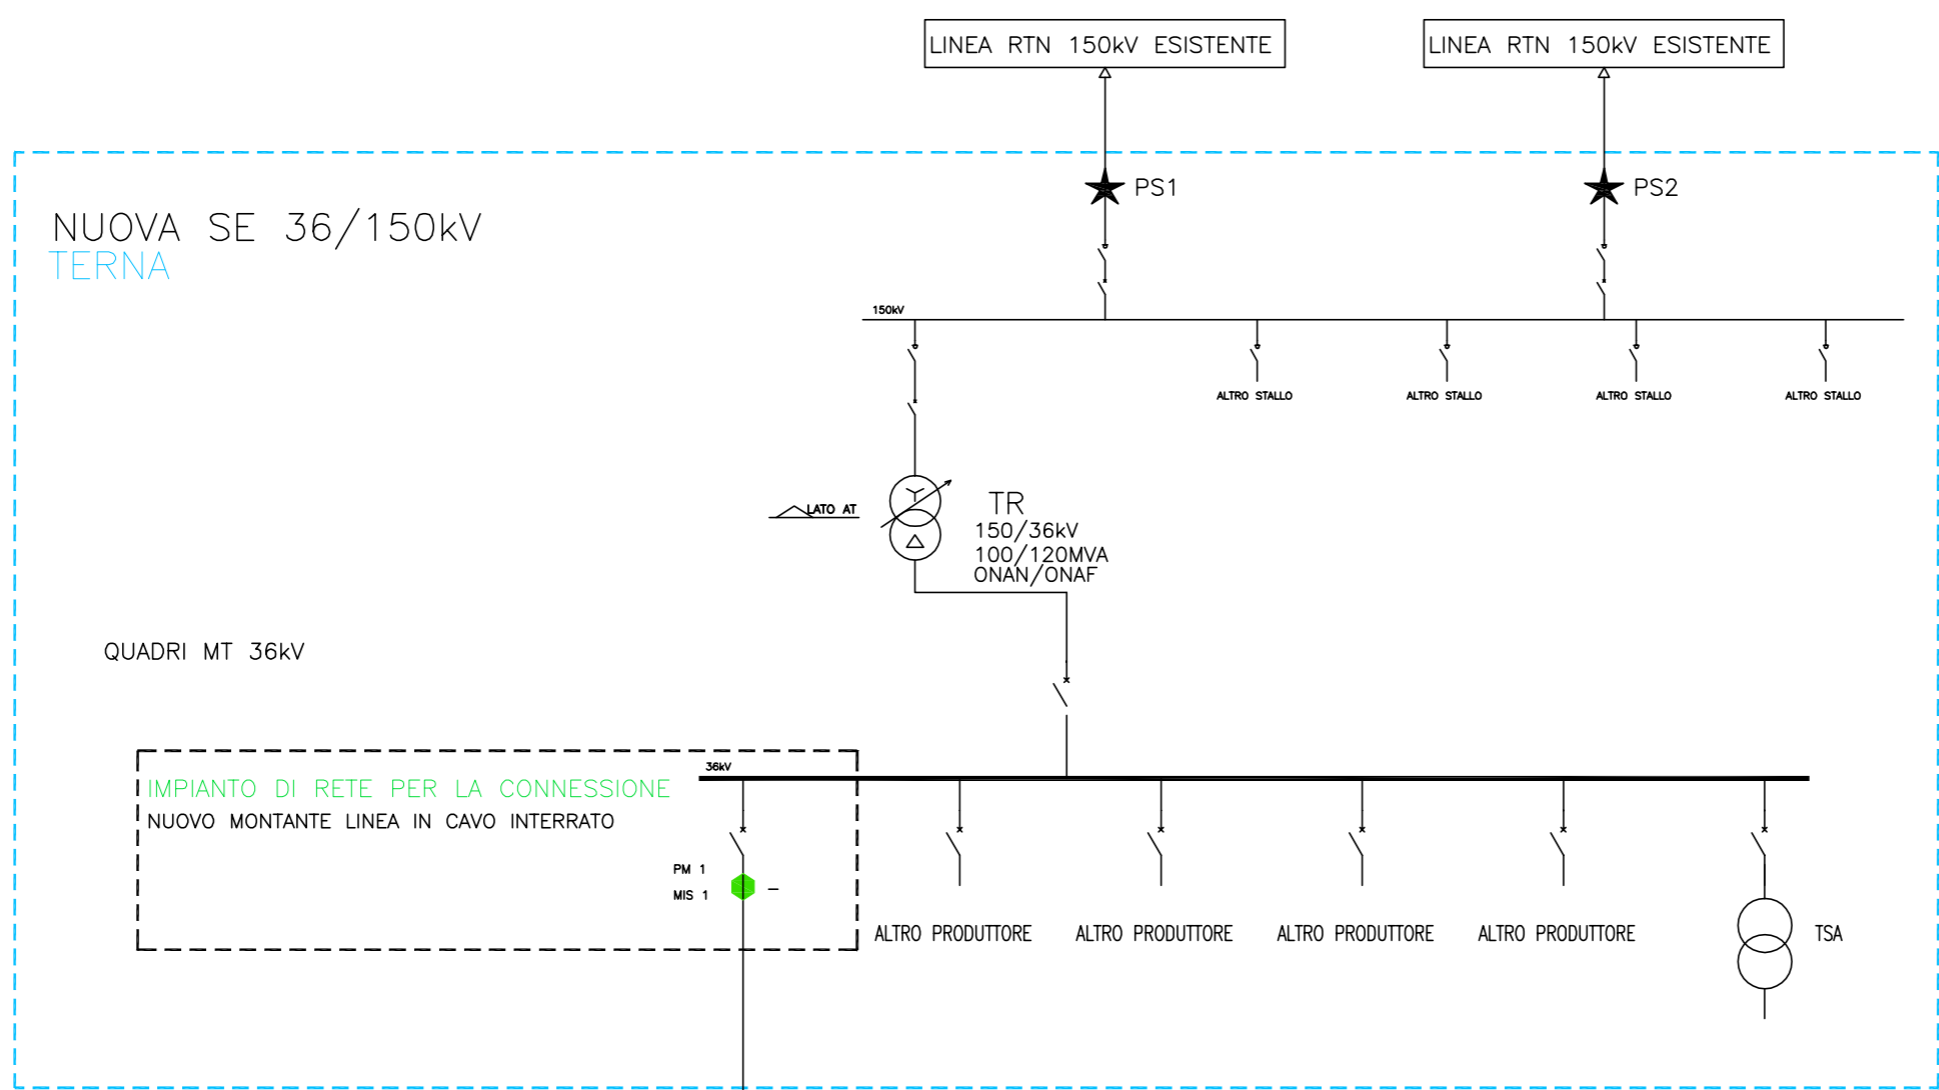 LINEA RTN 150kV ESISTENTE
LINEA RTN 150kV ESISTENTE
PS1
PS2
NUOVA SE 36/150kV
TERNA
150kV
ALTRO STALLO
ALTRO STALLO
ALTRO STALLO
ALTRO STALLO
LATO AT
TR
150/36kV
100/120MVA
ONAN/ONAF
QUADRI MT 36kV
36kV
IMPIANTO DI RETE PER LA CONNESSIONE
NUOVO MONTANTE LINEA IN CAVO INTERRATO
PM 1
MIS 1
ALTRO PRODUTTORE
ALTRO PRODUTTORE
ALTRO PRODUTTORE
ALTRO PRODUTTORE
TSA